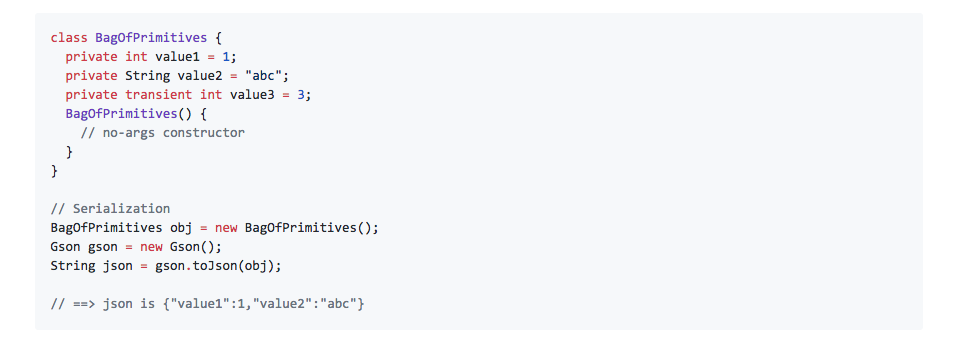 class BagOfPrimitives {
  private int value1 = 1;
  private String value2 = "abc";
  private transient int value3 = 3;
  BagOfPrimitives() {
    // no-args constructor
  }
}

// Serialization
BagOfPrimitives obj = new BagOfPrimitives();
Gson gson = new Gson();
String json = gson.toJson(obj);

// ==> json is {"value1":1,"value2":"abc"}